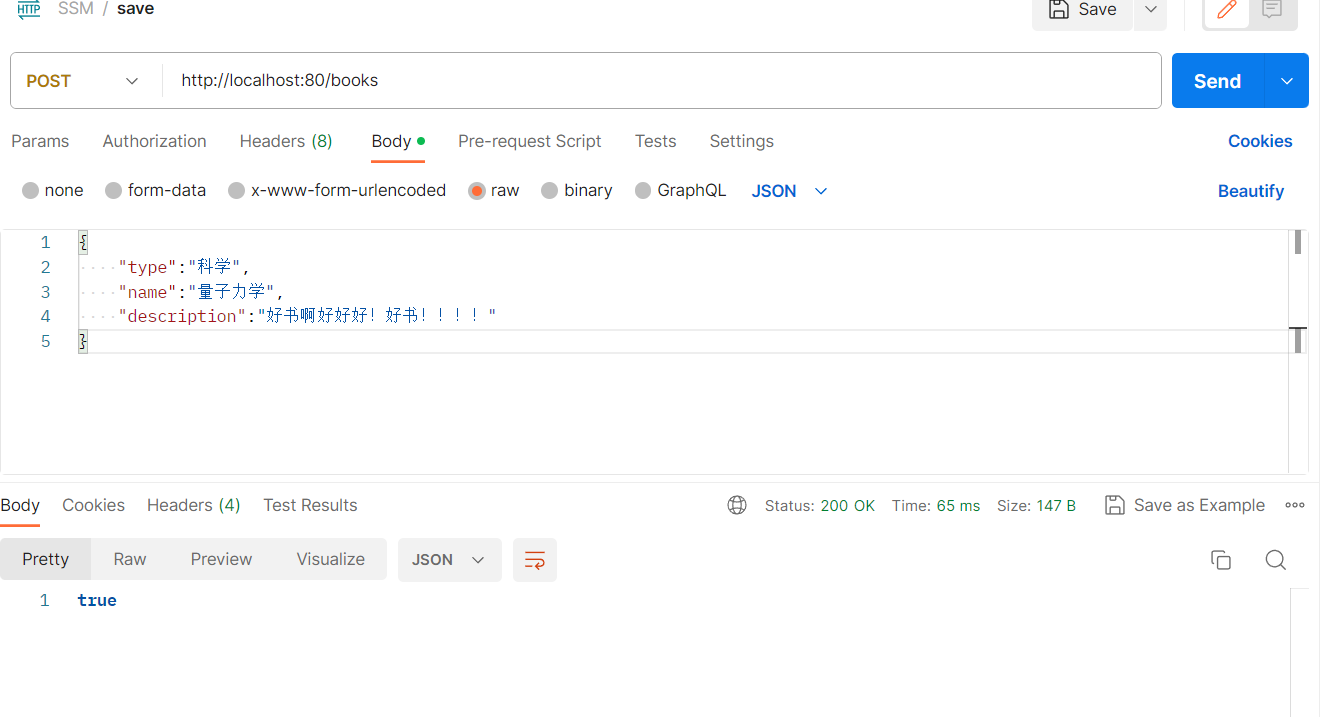 HTTP SSM / save Save
POST http://localhost:80/books Send
Params Authorization Headers (8) Body Pre-request Script Tests Settings Cookies
none form-data x-www-form-urlencoded raw binary GraphQL JSON Beautify
1 {
2 "type":"科学",
3 "name":"量子力学",
4 "description":"好书啊好好好！好书！！！！"
5 }
Body Cookies Headers (4) Test Results Status: 200 OK Time: 65 ms Size: 147 B Save as Example
Pretty Raw Preview Visualize JSON
1 true